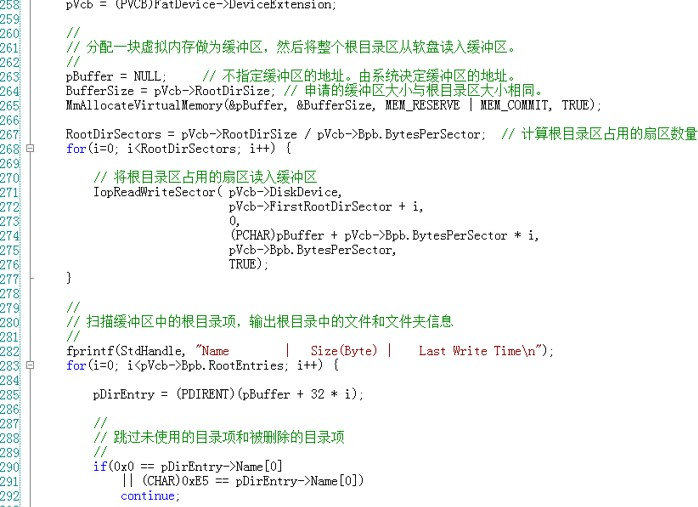 258 pVcb = (PVCB)FatDevice->DeviceExtension;
259
260 //
261 // 分配一块虚拟内存做为缓冲区，然后将整个根目录区从软盘读入缓冲区。
262 //
263 pBuffer = NULL; // 不指定缓冲区的地址。由系统决定缓冲区的地址。
264 BufferSize = pVcb->RootDirSize; // 申请的缓冲区大小与根目录区大小相同。
265 MmAllocateVirtualMemory(&pBuffer, &BufferSize, MEM_RESERVE | MEM_COMMIT, TRUE);
266
267 RootDirSectors = pVcb->RootDirSize / pVcb->Bpb.BytesPerSector; // 计算根目录区占用的扇区数量
268 for(i=0; i<RootDirSectors; i++) {
269
270 // 将根目录区占用的扇区读入缓冲区
271 IopReadWriteSector( pVcb->DiskDevice,
272 pVcb->FirstRootDirSector + i,
273 0,
274 (PCHAR)pBuffer + pVcb->Bpb.BytesPerSector * i,
275 pVcb->Bpb.BytesPerSector,
276 TRUE);
277 }
278
279 //
280 // 扫描缓冲区中的根目录项，输出根目录中的文件和文件夹信息
281 //
282 fprintf(StdHandle, "Name | Size(Byte) | Last Write Time\n");
283 for(i=0; i<pVcb->Bpb.RootEntries; i++) {
284
285 pDirEntry = (PDIRENT)(pBuffer + 32 * i);
286
287 //
288 // 跳过未使用的目录项和被删除的目录项
289 //
290 if(0x0 == pDirEntry->Name[0]
291 || (CHAR)0xE5 == pDirEntry->Name[0])
292 continue;